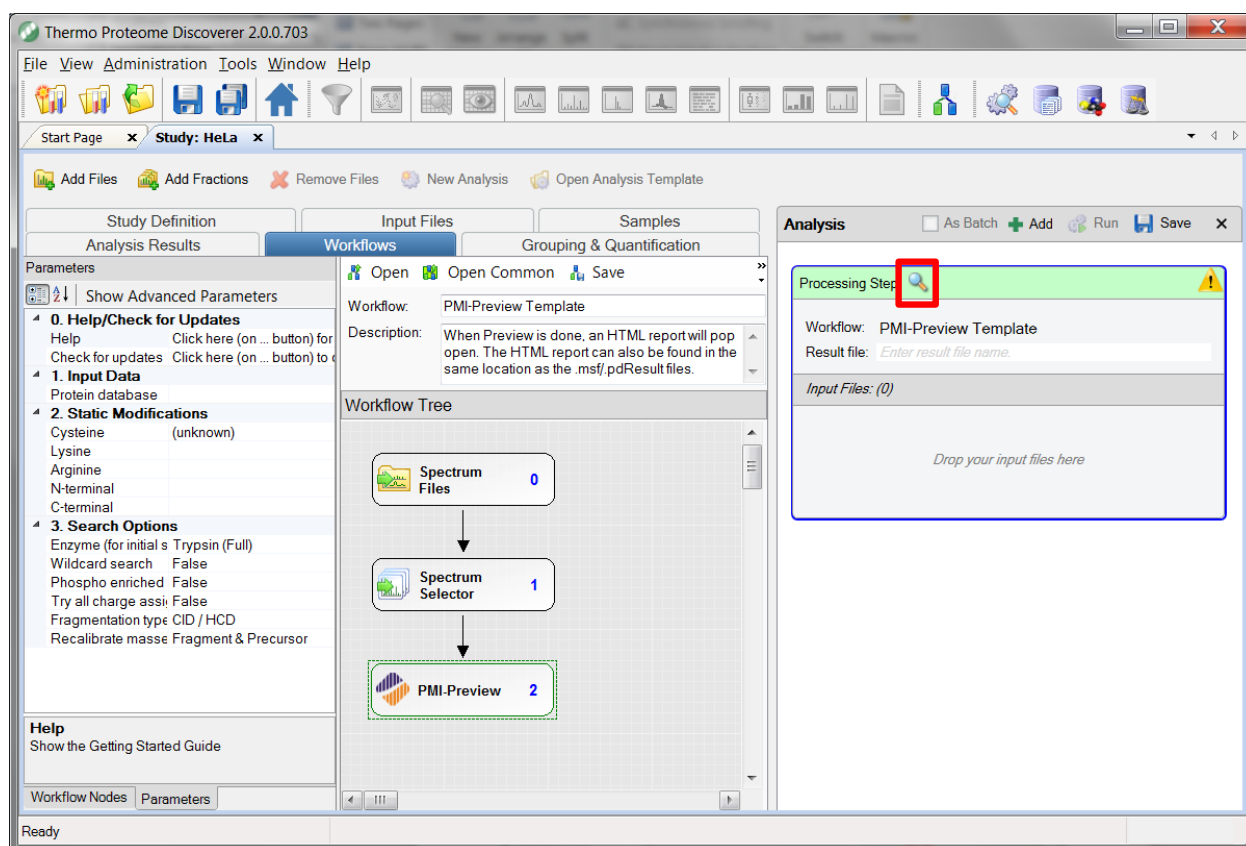 Thermo Proteome Discoverer 2.0.0.703
File View Administration Tools Window Help
Start Page x Study: HeLa x
Add Files Add Fractions Remove Files New Analysis Open Analysis Template
Study Definition Input Files Samples
Analysis Results Workflows Grouping & Quantification
Parameters
Show Advanced Parameters
0. Help/Check for Updates
Help Click here (on ... button) for
Check for updates Click here (on ... button) to
1. Input Data
Protein database
2. Static Modifications
Cysteine (unknown)
Lysine
Arginine
N-terminal
C-terminal
3. Search Options
Enzyme (for initial s Trypsin (Full)
Wildcard search False
Phospho enriched False
Try all charge assi False
Fragmentation type CID / HCD
Recalibrate masse Fragment & Precursor
Help
Show the Getting Started Guide
Workflow Nodes Parameters
Open Open Common Save
Workflow: PMI-Preview Template
Description: When Preview is done, an HTML report will pop
open. The HTML report can also be found in the
same location as the .msf/.pdResult files.
Workflow Tree
Spectrum
Files 0
Spectrum
Selector 1
PMI-Preview 2
Analysis As Batch Add Run Save x
Processing Step
Workflow: PMI-Preview Template
Result file: Enter result file name.
Input Files: (0)
Drop your input files here
Ready